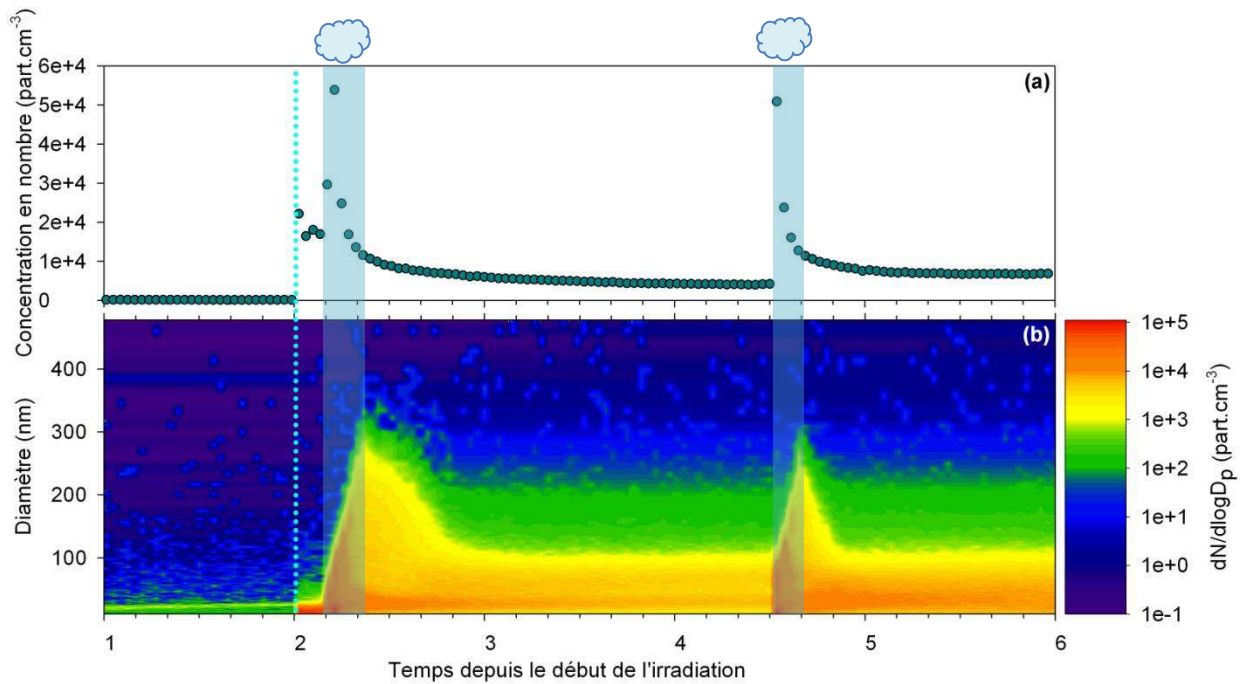 (a)
Concentration en nombre (part.cm-3)
6e+4
5e+4
4e+4
3e+4
2e+4
1e+4
0
(b)
Diamètre (nm)
400
300
200
100
1e+5
1e+4
1e+3
1e+2
1e+1
1e+0
1e-1
dN/dlogDp (part.cm-3)
1 2 3 4 5 6
Temps depuis le début de l'irradiation